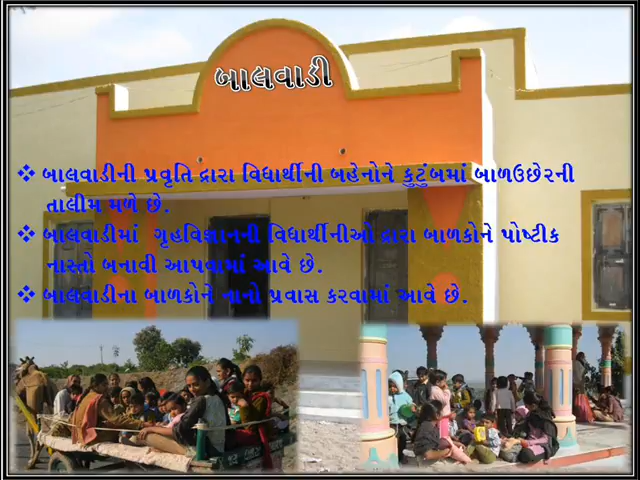 બાલવાડી
❖ બાલવાડીની પ્રવૃતિ દ્રારા વિધાર્થીની બહેનોને કુટુંબમાં બાળઉછેરની
તાલીમ મળે છે.
❖ બાલવાડીમાં ગૃહવિજ્ઞાનની વિધાર્થીનીઓ દ્રારા બાળકોને પોષ્ટીક
નાસ્તો બનાવી આપવામાં આવે છે.
❖ બાલવાડીના બાળકોને નાનો પ્રવાસ કરવામાં આવે છે.